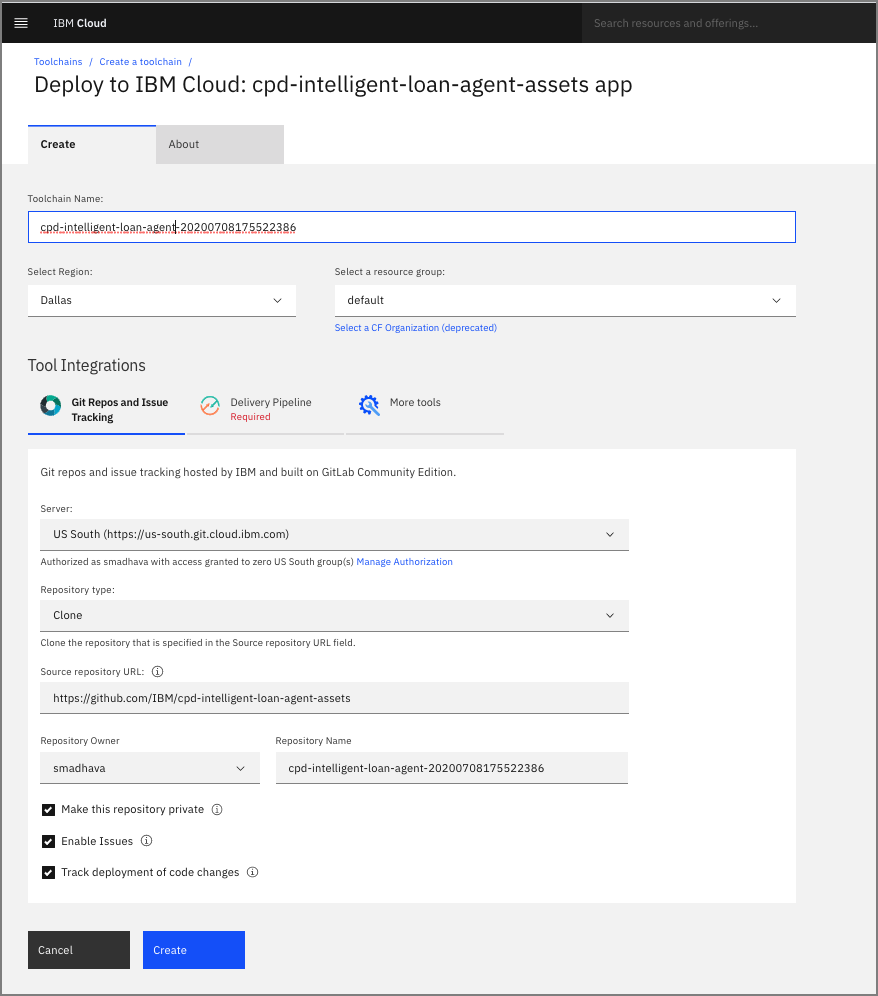 IBM Cloud
Search resources and offerings...
Toolchains / Create a toolchain /
Deploy to IBM Cloud: cpd-intelligent-loan-agent-assets app
Create
About
Toolchain Name:
cpd-intelligent-loan-agent-20200708175522386
Select Region:
Select a resource group:
Dallas
default
Select a CF Organization (deprecated)
Tool Integrations
Git Repos and Issue
Tracking
Delivery Pipeline
Required
More tools
Git repos and issue tracking hosted by IBM and built on GitLab Community Edition.
Server:
US South (https://us-south.git.cloud.ibm.com)
Authorized as smadhava with access granted to zero US South group(s) Manage Authorization
Repository type:
Clone
Clone the repository that is specified in the Source repository URL field.
Source repository URL:
https://github.com/IBM/cpd-intelligent-loan-agent-assets
Repository Owner
Repository Name
smadhava
cpd-intelligent-loan-agent-20200708175522386
Make this repository private
Enable Issues
Track deployment of code changes
Cancel
Create